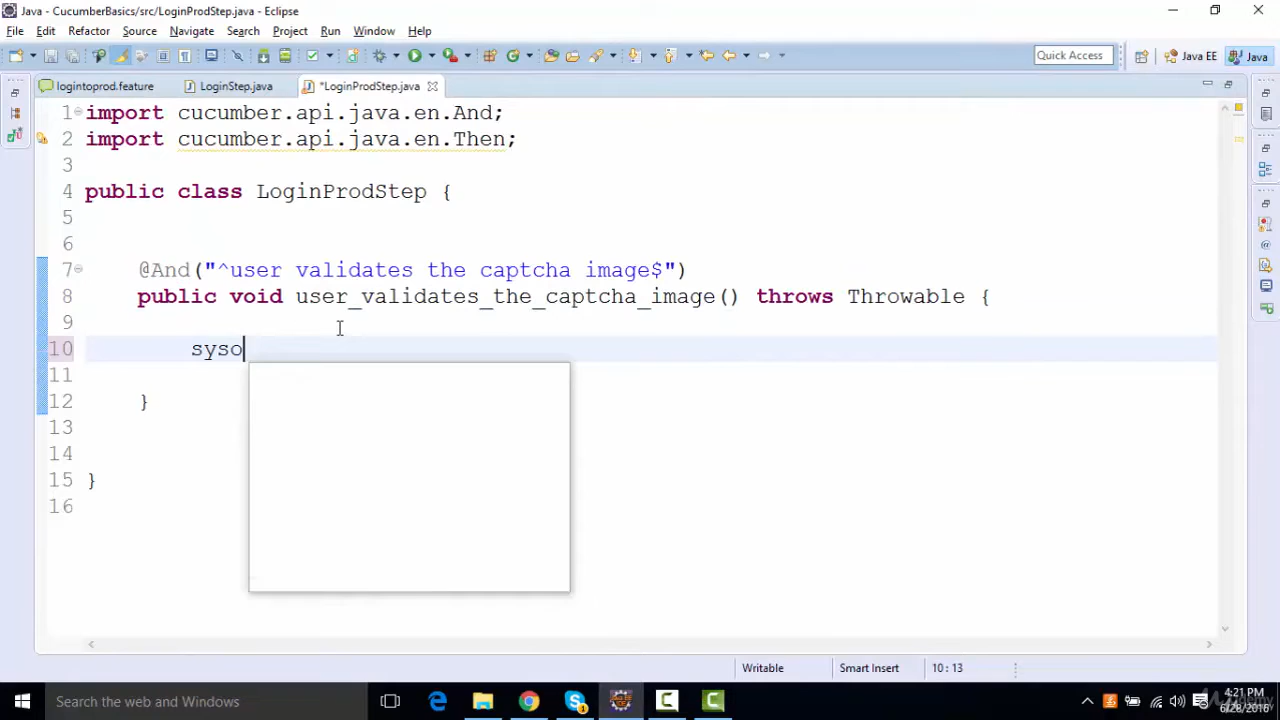 Java - CucumberBasics/src/LoginProdStep.java - Eclipse
File Edit Refactor Source Navigate Search Project Run Window Help
Quick Access
Java EE
Java
logintoprod.feature
LoginStep.java
*LoginProdStep.java
1 import cucumber.api.java.en.And;
2 import cucumber.api.java.en.Then;
3
4 public class LoginProdStep {
5
6
7 @And("^user validates the captcha image$")
8 public void user_validates_the_captcha_image() throws Throwable {
9
10 syso
11
12 }
13
14
15 }
16
Writable
Smart Insert
10 : 13
Search the web and Windows
4:21 PM
6/28/2016